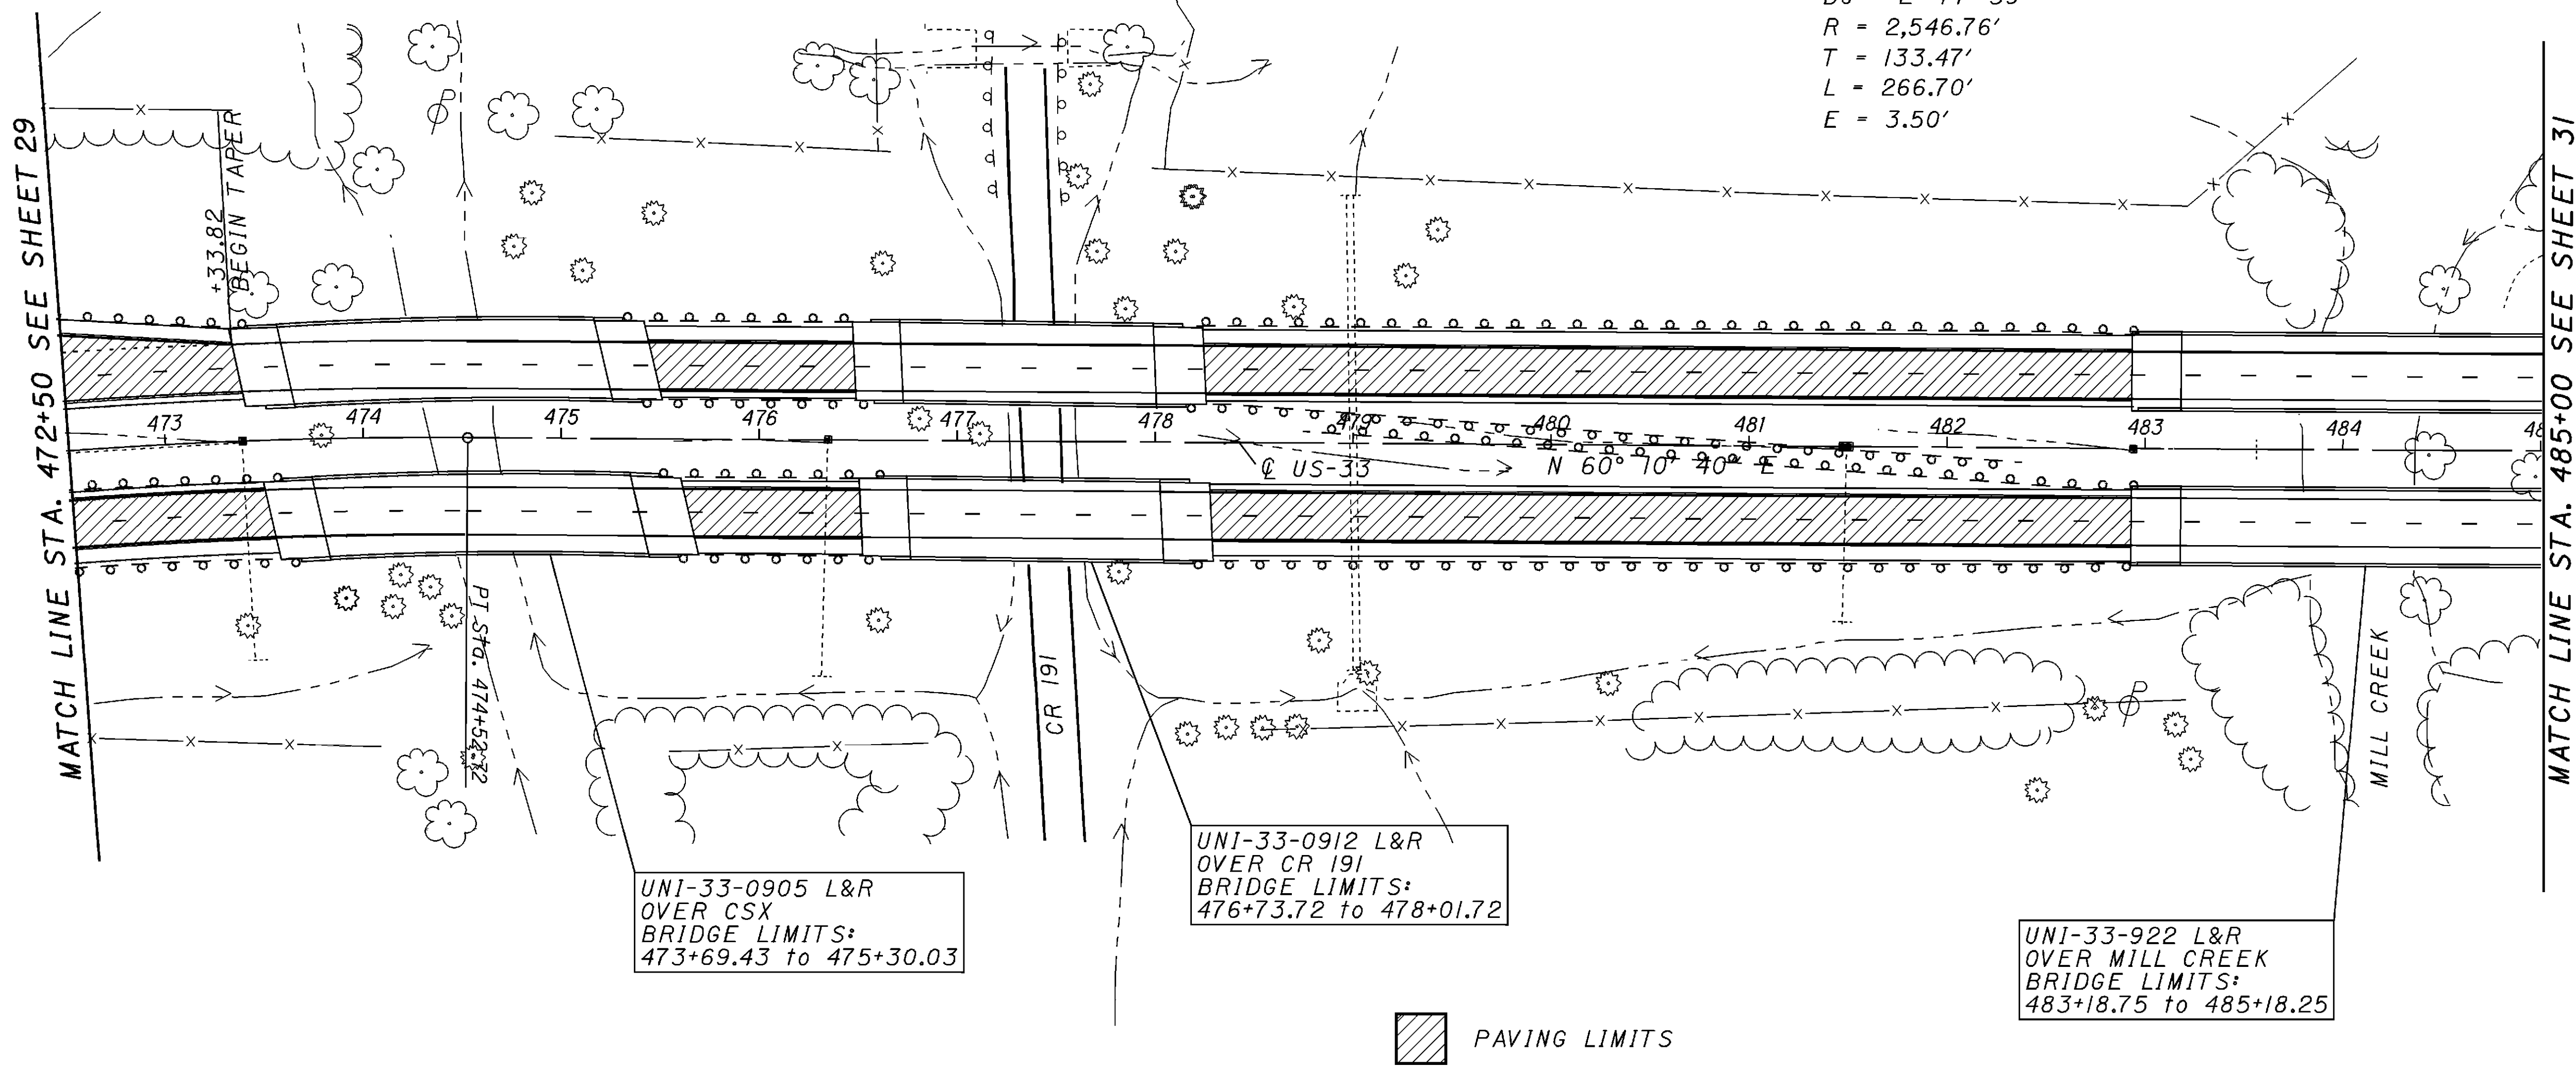 R = 2,546.76'
T = 133.47'
L = 266.70'
E = 3.50'
MATCH LINE STA. 472+50 SEE SHEET 29
+33.82
BEGIN TAPER
473
474
475
476
477
478
479
480
481
482
483
484
℄ US-33
N 60° 70' 40" E
PI Sta. 474+52.72
CR 191
MILL CREEK
MATCH LINE STA. 485+00 SEE SHEET 31
UNI-33-0905 L&R
OVER CSX
BRIDGE LIMITS:
473+69.43 to 475+30.03
UNI-33-0912 L&R
OVER CR 191
BRIDGE LIMITS:
476+73.72 to 478+01.72
UNI-33-922 L&R
OVER MILL CREEK
BRIDGE LIMITS:
483+18.75 to 485+18.25
PAVING LIMITS